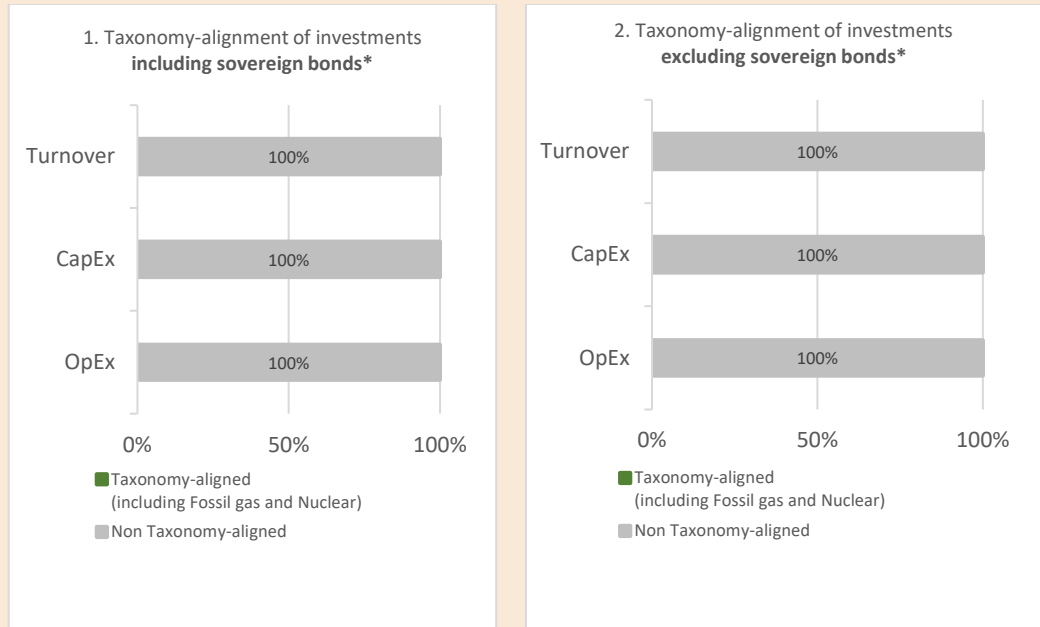 1. Taxonomy-alignment of investments
including sovereign bonds*
Turnover
100%
CapEx
100%
OpEx
100%
0%
50%
100%
Taxonomy-aligned
(including Fossil gas and Nuclear)
Non Taxonomy-aligned
2. Taxonomy-alignment of investments
excluding sovereign bonds*
Turnover
100%
CapEx
100%
OpEx
100%
0%
50%
100%
Taxonomy-aligned
(including Fossil gas and Nuclear)
Non Taxonomy-aligned